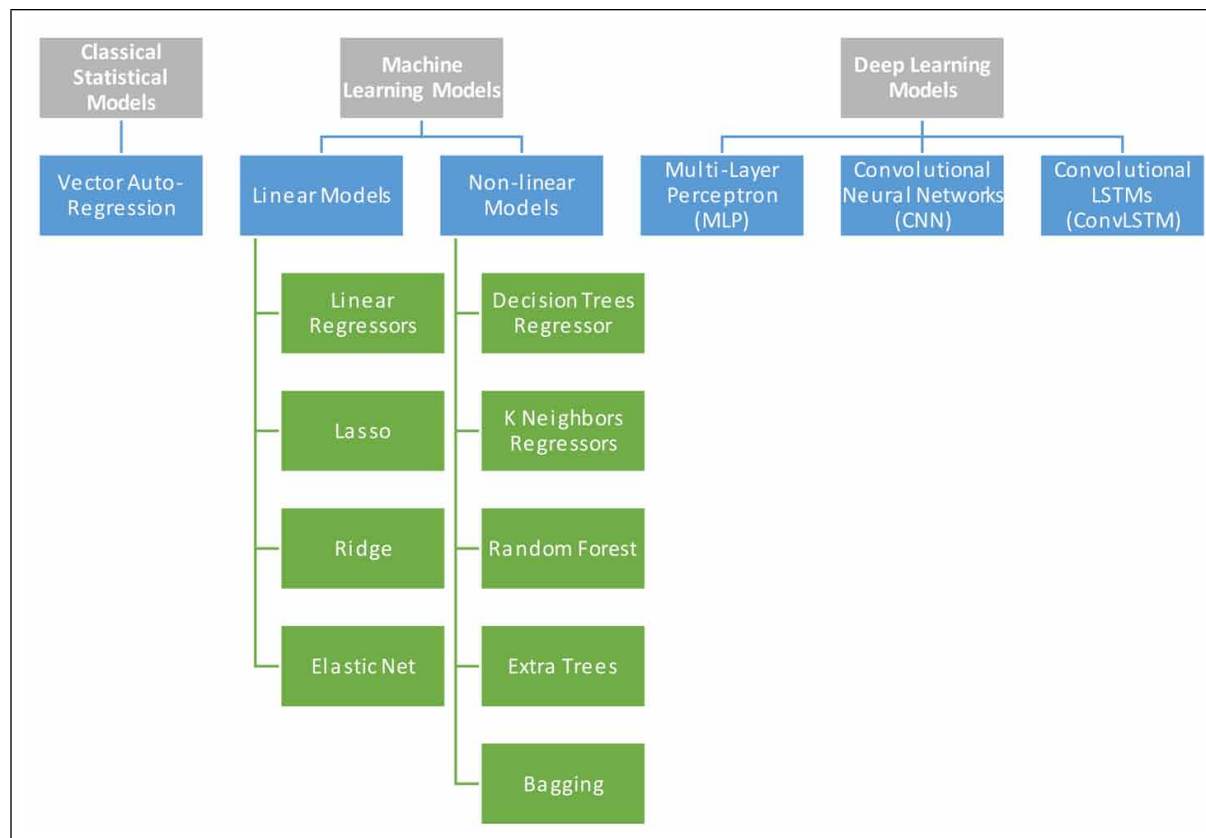 Classical
Statistical
Models
Machine
Learning Models
Deep Learning
Models
Vector Auto-
Regression
Linear Models
Non-linear
Models
Multi-Layer
Perceptron
(MLP)
Convolutional
Neural Networks
(CNN)
Convolutional
LSTMs
(ConvLSTM)
Linear
Regressors
Decision Trees
Regressor
Lasso
K Neighbors
Regressors
Ridge
Random Forest
Elastic Net
Extra Trees
Bagging